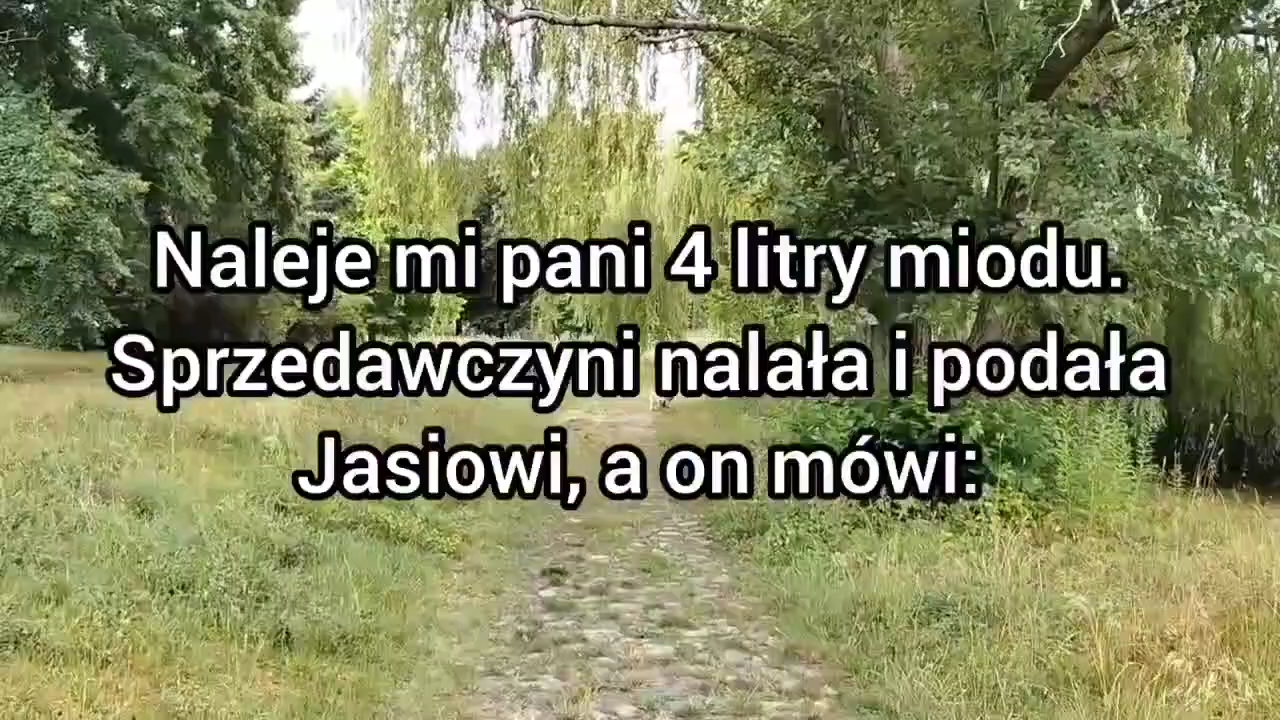 Naleje mi pani 4 litry miodu.
Sprzedawczyni nalała i podała
Jasiowi, a on mówi: